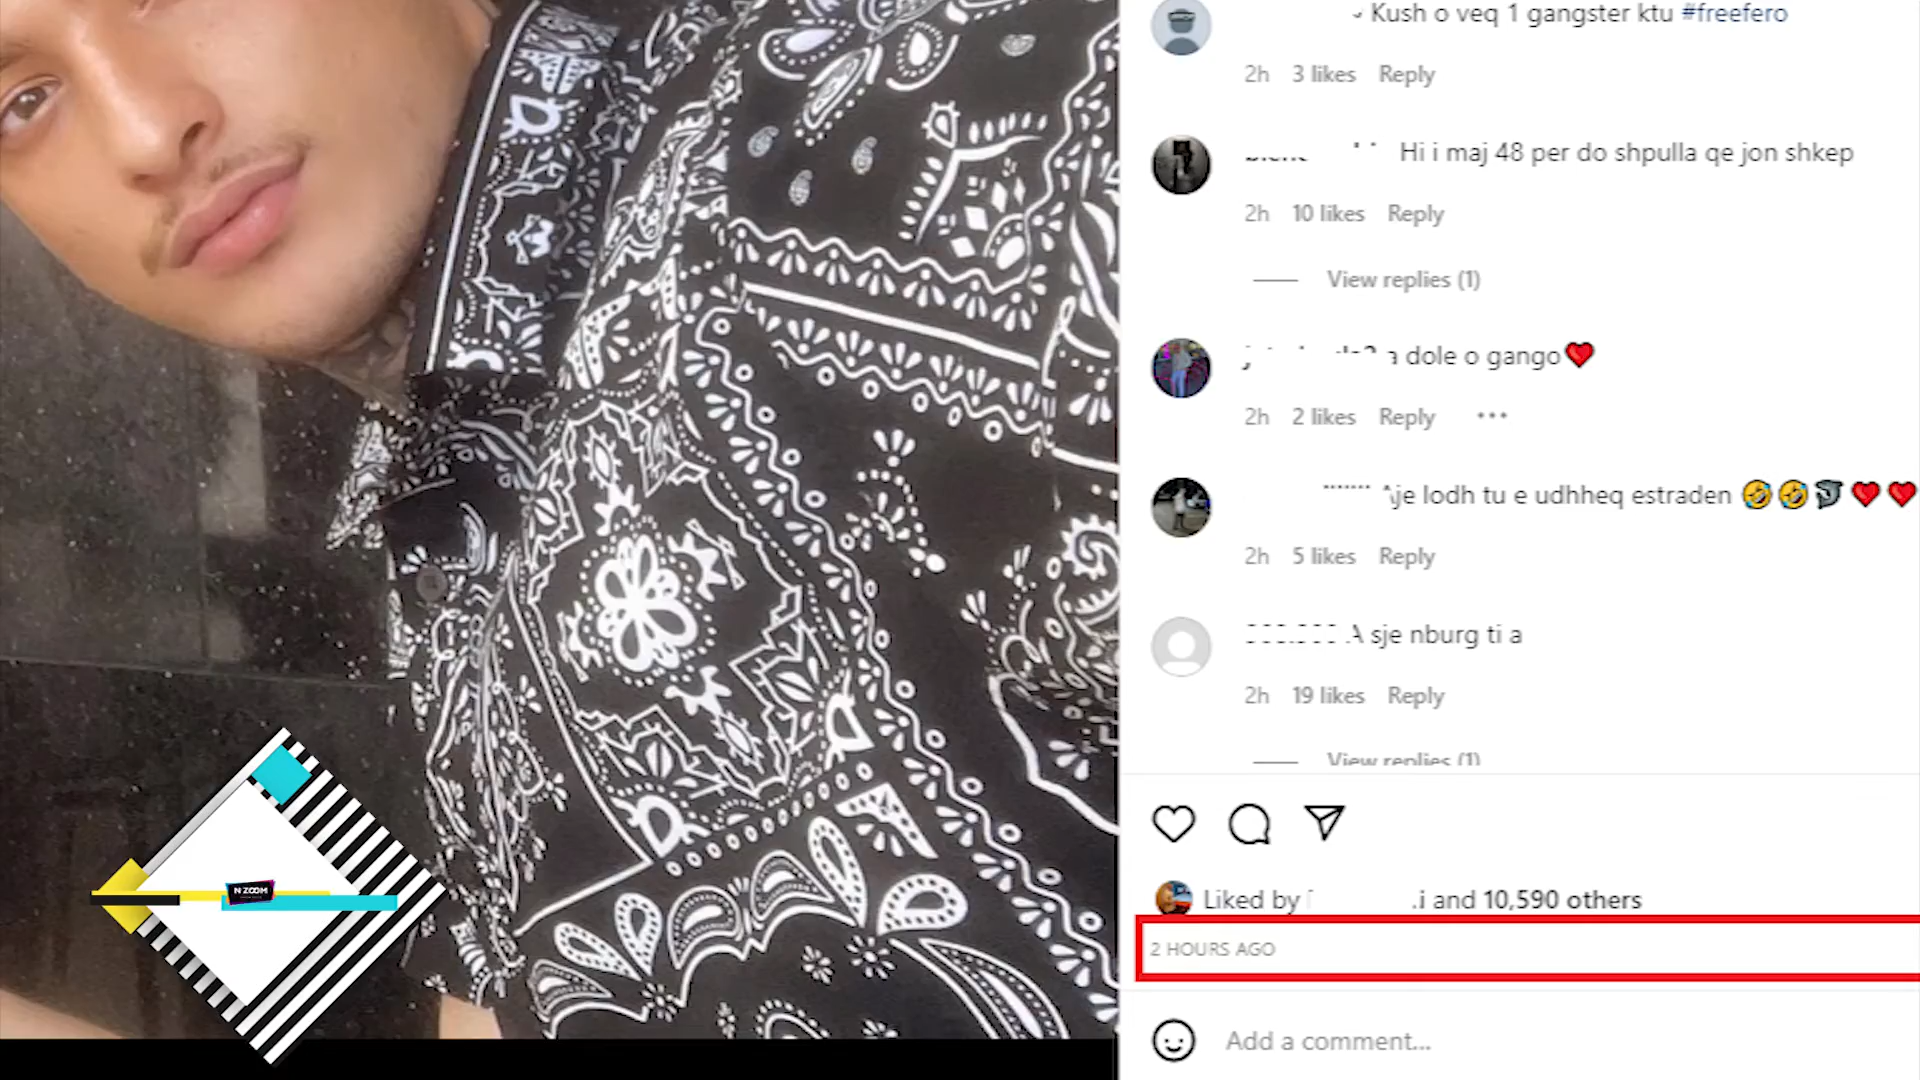 Kush o veq 1 gangster ktu #freefero
2h 3 likes Reply
Hi i maj 48 per do shpulla qe jon shkep
2h 10 likes Reply
View replies (1)
a dole o gango
2h 2 likes Reply
je lodh tu e udhheq estraden
2h 5 likes Reply
A sje nburg ti a
2h 19 likes Reply
View replies (1)
Liked by .i and 10,590 others
2 HOURS AGO
Add a comment...
N ZOOM